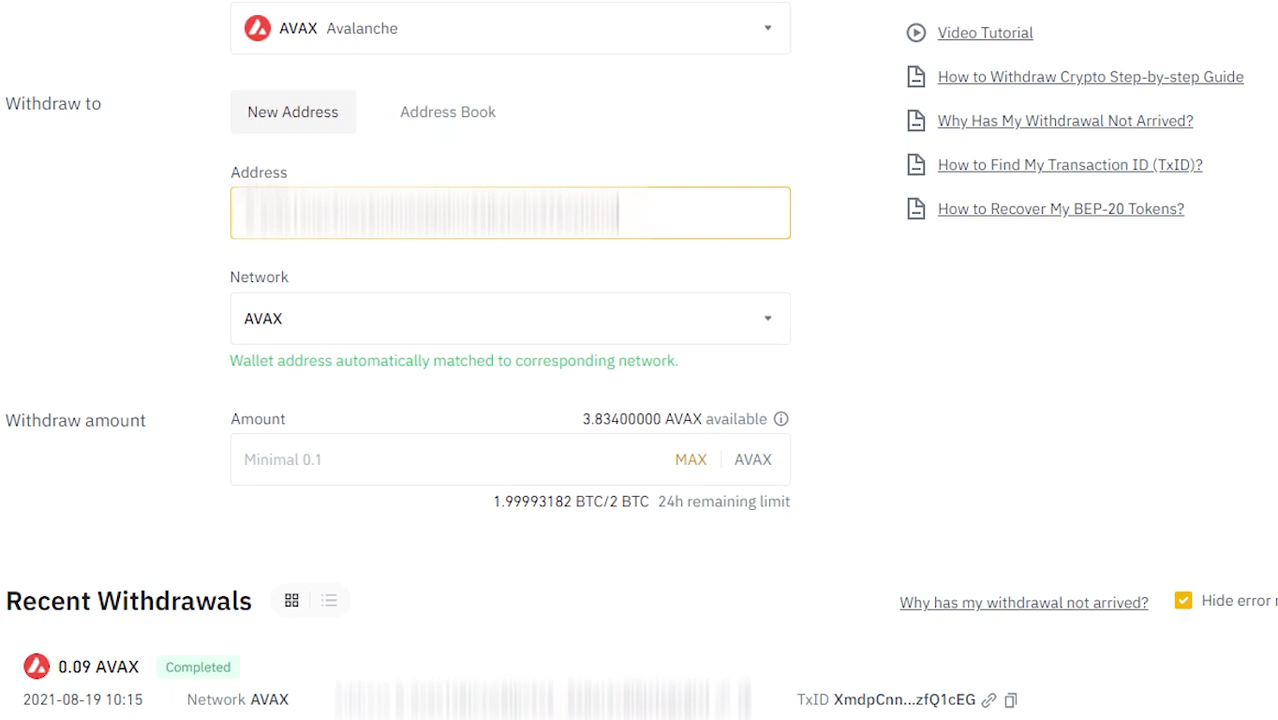 AVAX Avalanche
Video Tutorial
How to Withdraw Crypto Step-by-step Guide
Why Has My Withdrawal Not Arrived?
How to Find My Transaction ID (TxID)?
How to Recover My BEP-20 Tokens?
Withdraw to
New Address
Address Book
Address
Network
AVAX
Wallet address automatically matched to corresponding network.
Withdraw amount
Amount
3.83400000 AVAX available
Minimal 0.1
MAX
AVAX
1.99993182 BTC/2 BTC 24h remaining limit
Recent Withdrawals
Why has my withdrawal not arrived?
Hide error
0.09 AVAX
Completed
2021-08-19 10:15
Network AVAX
TxID XmdpCnn...zfQ1cEG